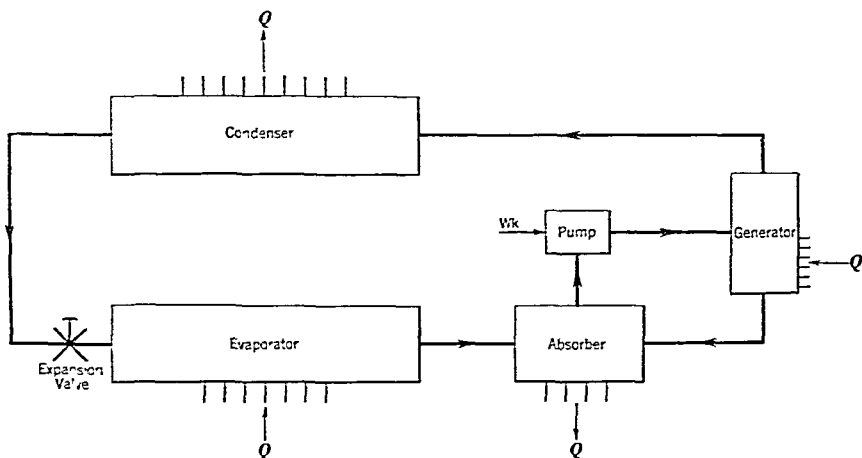 Q
Condenser
Wk
Pump
Generator
Q
Evaporator
Absorber
Expansion
Valve
Q
Q